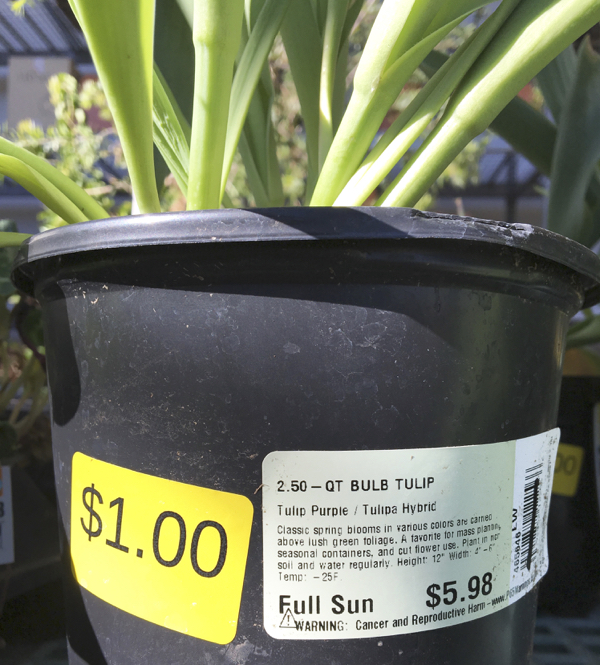 $1.00
2.50-QT BULB TULIP
Tulip Purple / Tulipa Hybrid
Classic spring blooms in various colors are carried
above lush green foliage. A favorite for mass planting,
seasonal containers, and cut flower use. Plant in
soil and water regularly. Height: 12" Width: 4"-6"
Temp: -25F
$5.98
Full Sun
WARNING: Cancer and Reproductive Harm-www.